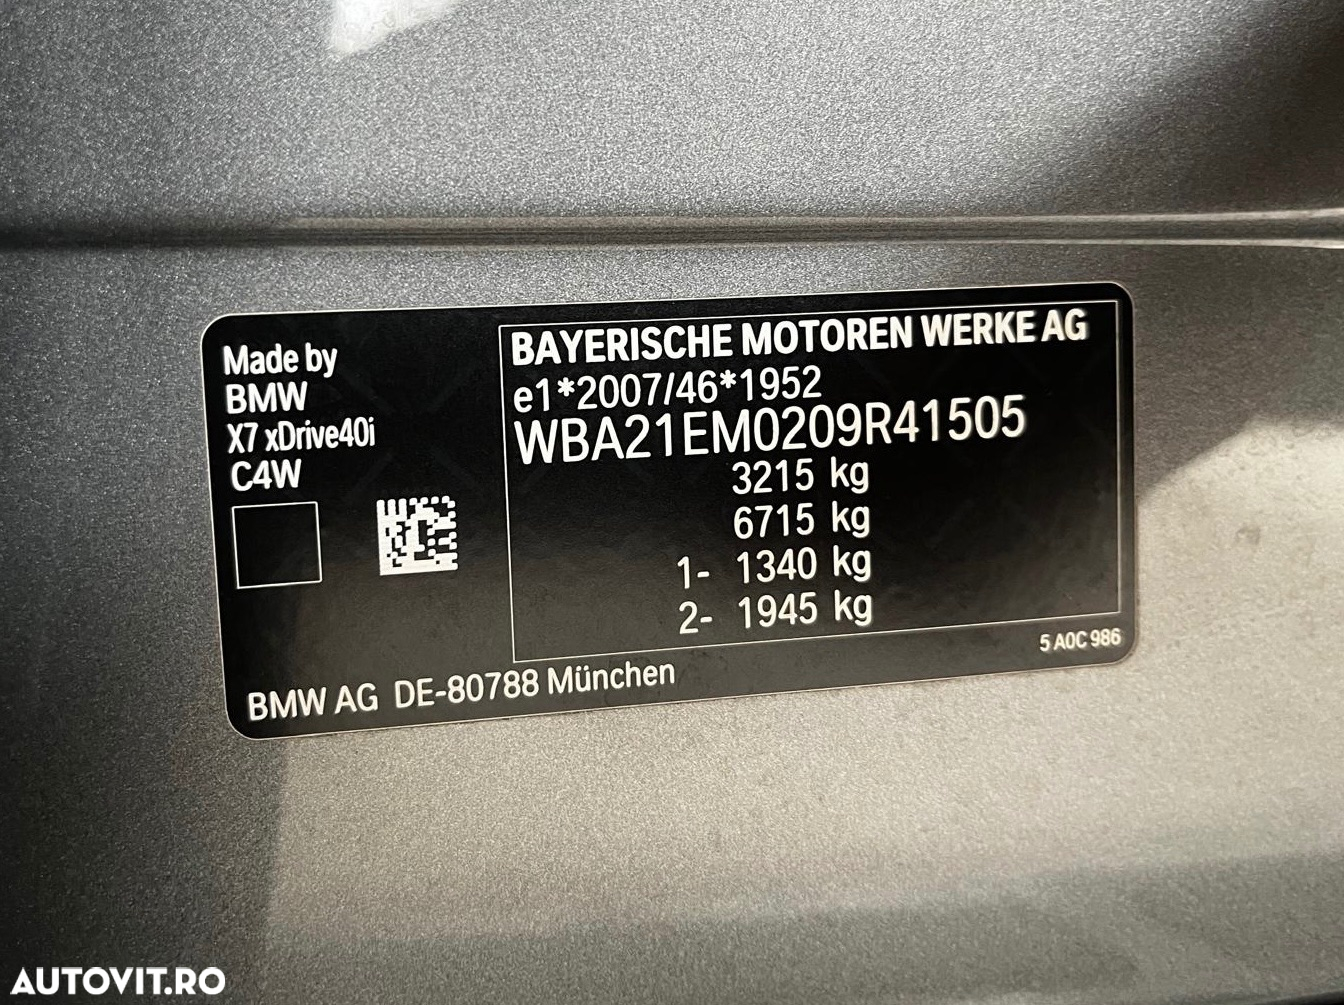 Made by
BMW
X7 xDrive40i
C4W
BAYERISCHE MOTOREN WERKE AG
e1*2007/46*1952
WBA21EM0209R41505
3215 kg
6715 kg
1- 1340 kg
2- 1945 kg
5 A0C 986
BMW AG DE-80788 München
AUTOVIT.RO